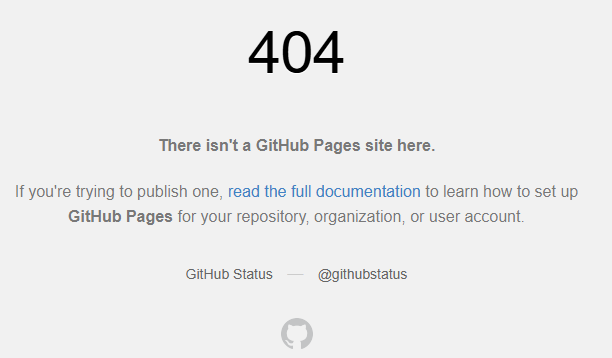 404
There isn't a GitHub Pages site here.
If you're trying to publish one, read the full documentation to learn how to set up
GitHub Pages for your repository, organization, or user account.
GitHub Status — @githubstatus